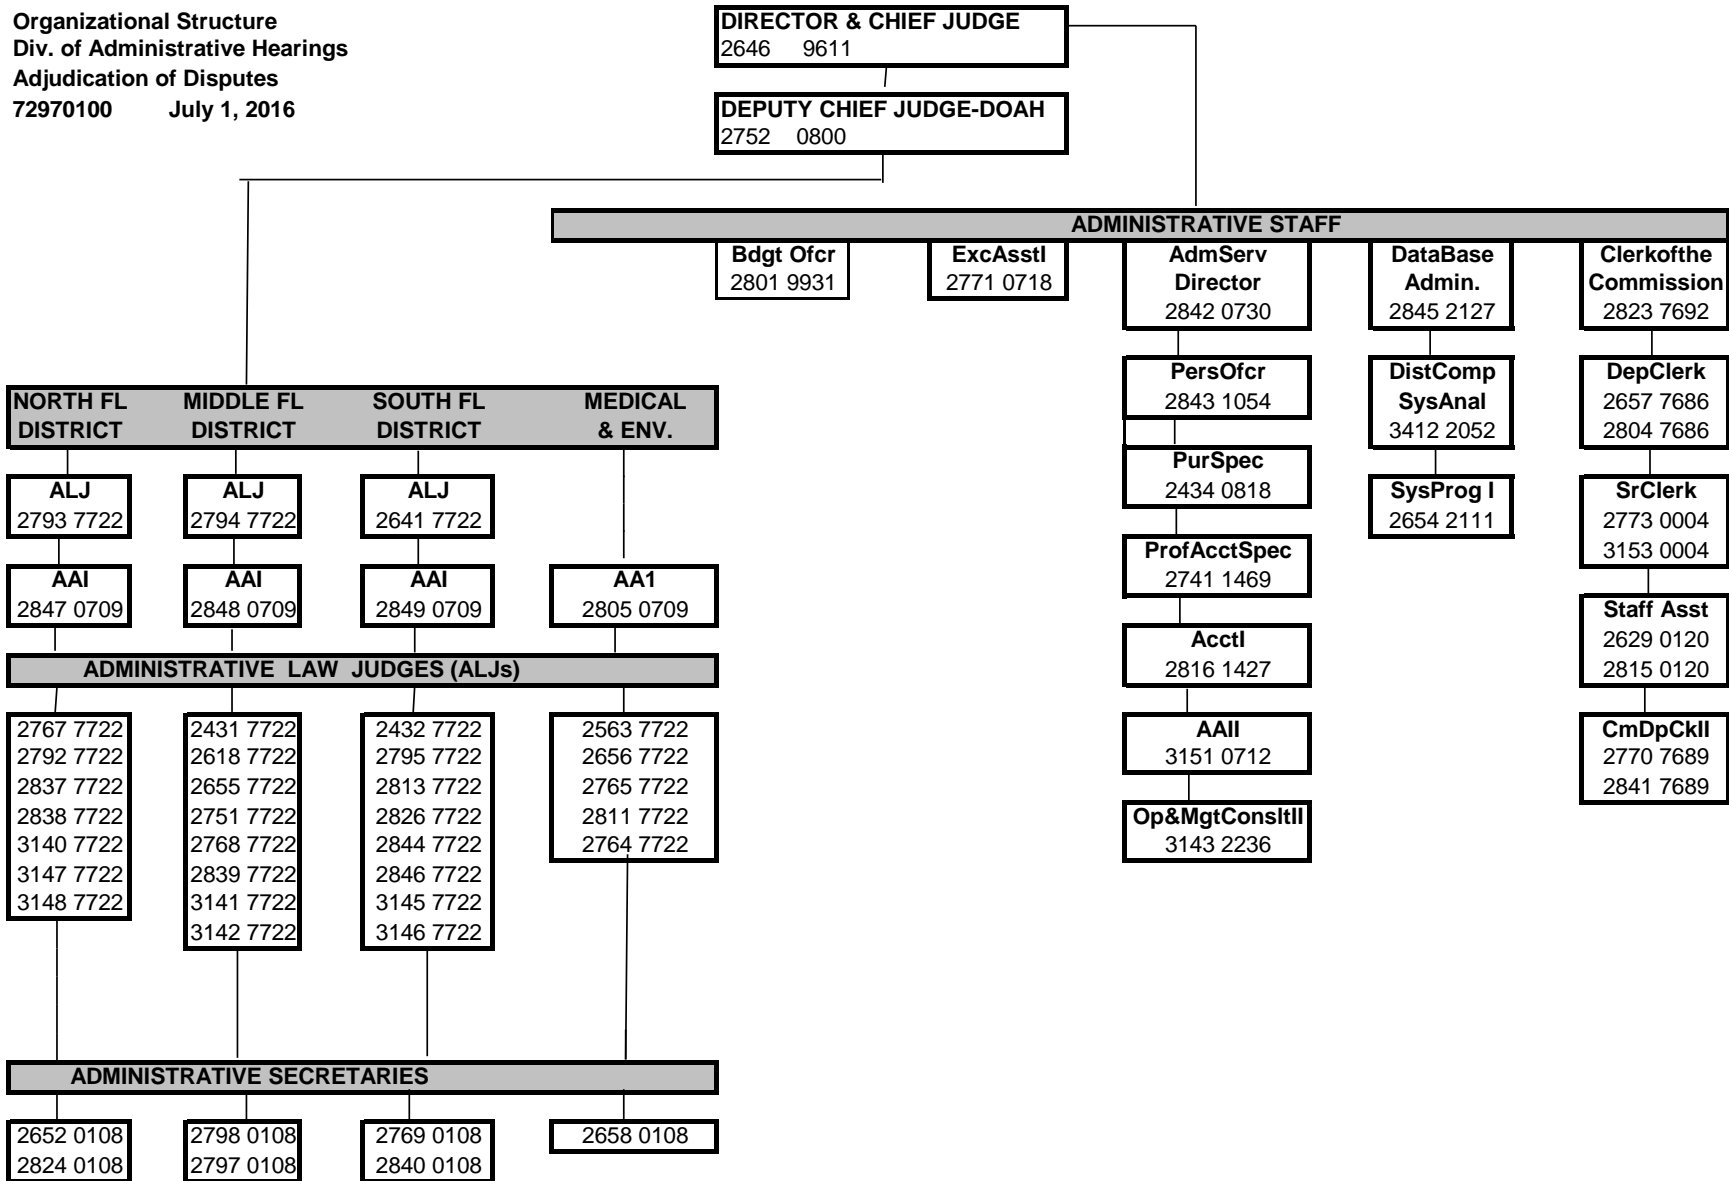 Organizational Structure
Div. of Administrative Hearings
Adjudication of Disputes
72970100 July 1, 2016
DIRECTOR & CHIEF JUDGE
2646 9611
DEPUTY CHIEF JUDGE-DOAH
2752 0800
ADMINISTRATIVE STAFF
Bdgt Ofcr
2801 9931
ExcAsstI
2771 0718
AdmServ
Director
2842 0730
DataBase
Admin.
2845 2127
Clerkofthe
Commission
2823 7692
PersOfcr
2843 1054
PurSpec
2434 0818
ProfAcctSpec
2741 1469
AcctI
2816 1427
AAII
3151 0712
Op&MgtConsltII
3143 2236
DistComp
SysAnal
3412 2052
SysProg I
2654 2111
DepClerk
2657 7686
2804 7686
SrClerk
2773 0004
3153 0004
Staff Asst
2629 0120
2815 0120
CmDpCkII
2770 7689
2841 7689
NORTH FL
DISTRICT
MIDDLE FL
DISTRICT
SOUTH FL
DISTRICT
MEDICAL
& ENV.
ALJ
2793 7722
ALJ
2794 7722
ALJ
2641 7722
AAI
2847 0709
AAI
2848 0709
AAI
2849 0709
AA1
2805 0709
ADMINISTRATIVE LAW JUDGES (ALJs)
2767 7722
2792 7722
2837 7722
2838 7722
3140 7722
3147 7722
3148 7722
2431 7722
2618 7722
2655 7722
2751 7722
2768 7722
2839 7722
3141 7722
3142 7722
2432 7722
2795 7722
2813 7722
2826 7722
2844 7722
2846 7722
3145 7722
3146 7722
2563 7722
2656 7722
2765 7722
2811 7722
2764 7722
ADMINISTRATIVE SECRETARIES
2652 0108
2824 0108
2798 0108
2797 0108
2769 0108
2840 0108
2658 0108